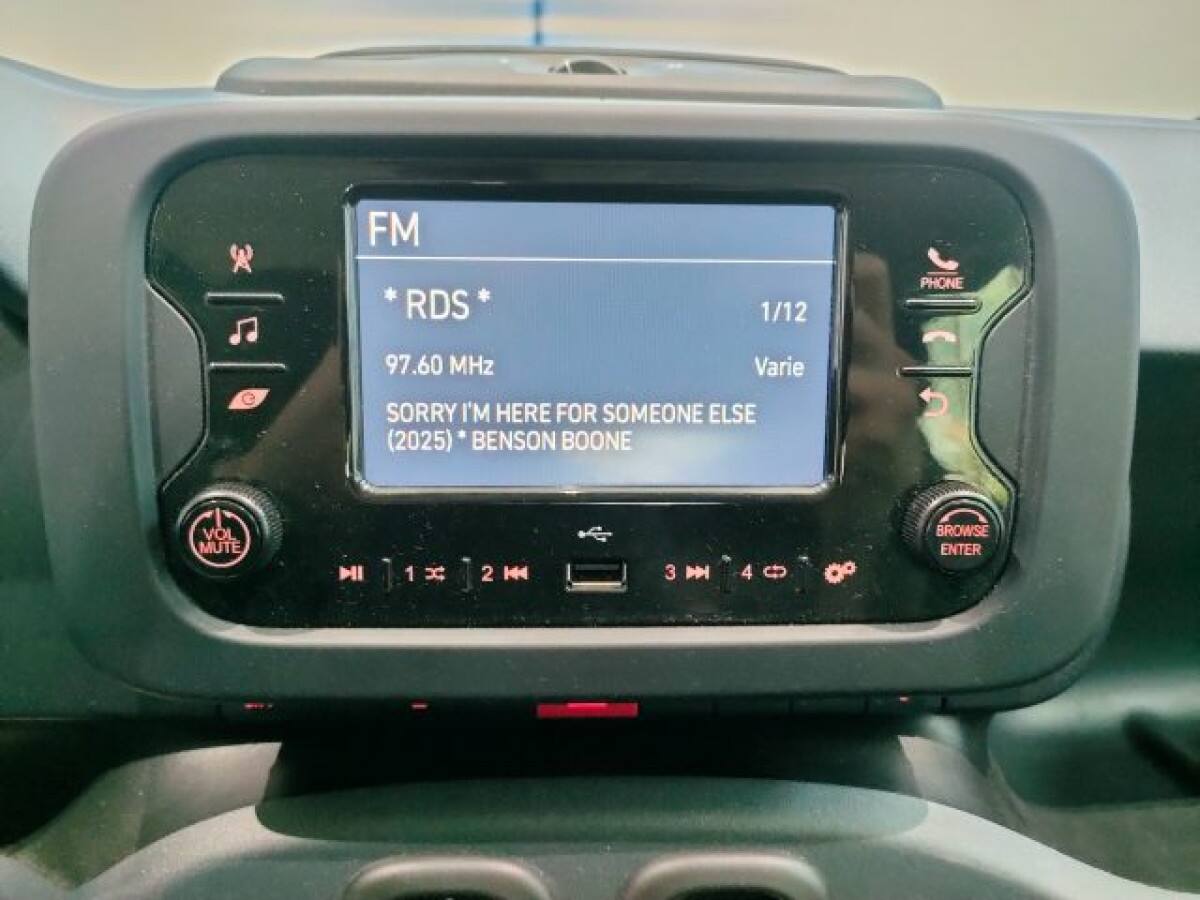 FM
* RDS *
1/12
97.60 MHz
Varie
SORRY I'M HERE FOR SOMEONE ELSE
(2025) * BENSON BOONE
PHONE
VOL
MUTE
BROWSE
ENTER
1
2
3
4